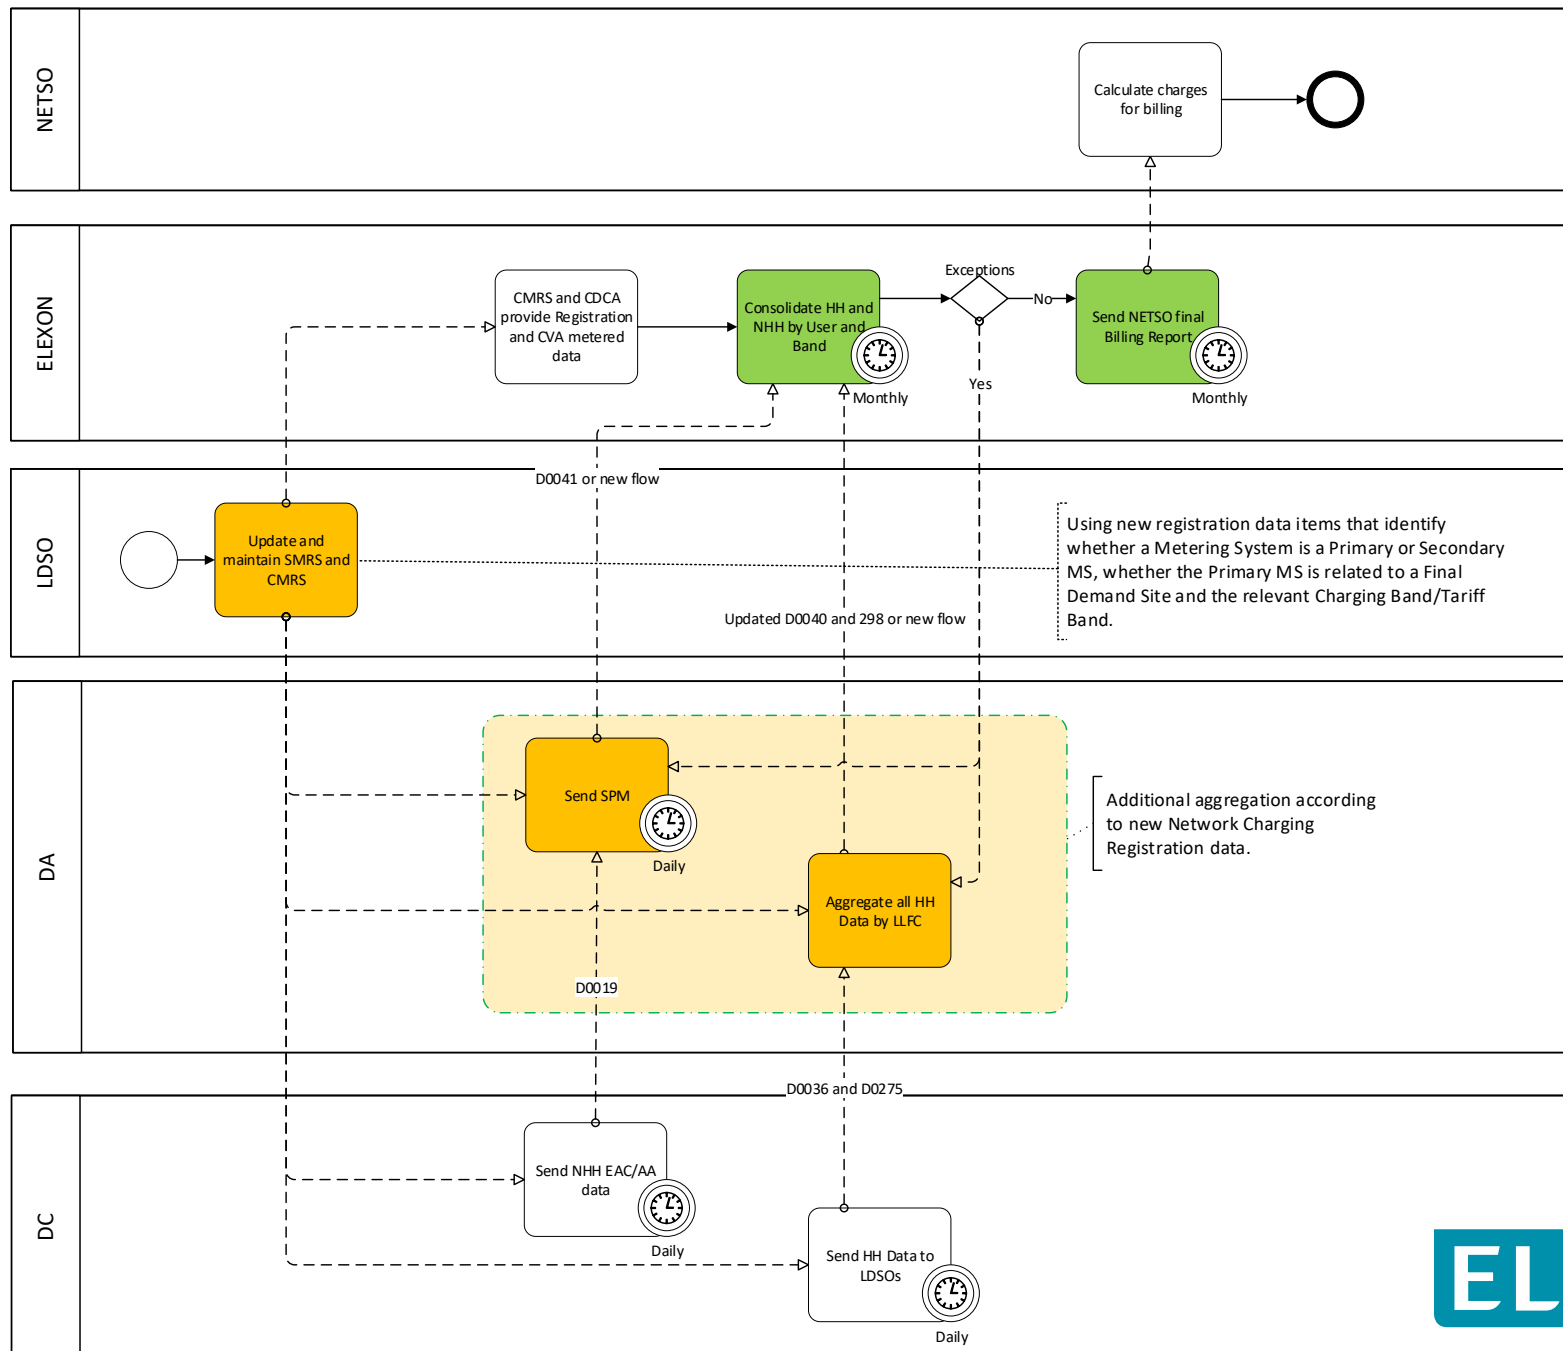 NETSO
Calculate charges
for billing
ELEXON
CMRS and CDCA
provide Registration
and CVA metered
data
Consolidate HH and
NHH by User and
Band
Monthly
Exceptions
No
Yes
Send NETSO final
Billing Report
Monthly
LDSO
D0041 or new flow
Update and
maintain SMRS and
CMRS
Updated D0040 and 298 or new flow
Using new registration data items that identify
whether a Metering System is a Primary or Secondary
MS, whether the Primary MS is related to a Final
Demand Site and the relevant Charging Band/Tariff
Band.
DA
Send SPM
Daily
Aggregate all HH
Data by LLFC
Additional aggregation according
to new Network Charging
Registration data.
D0019
D0036 and D0275
DC
Send NHH EAC/AA
data
Daily
Send HH Data to
LDSOs
Daily
EL